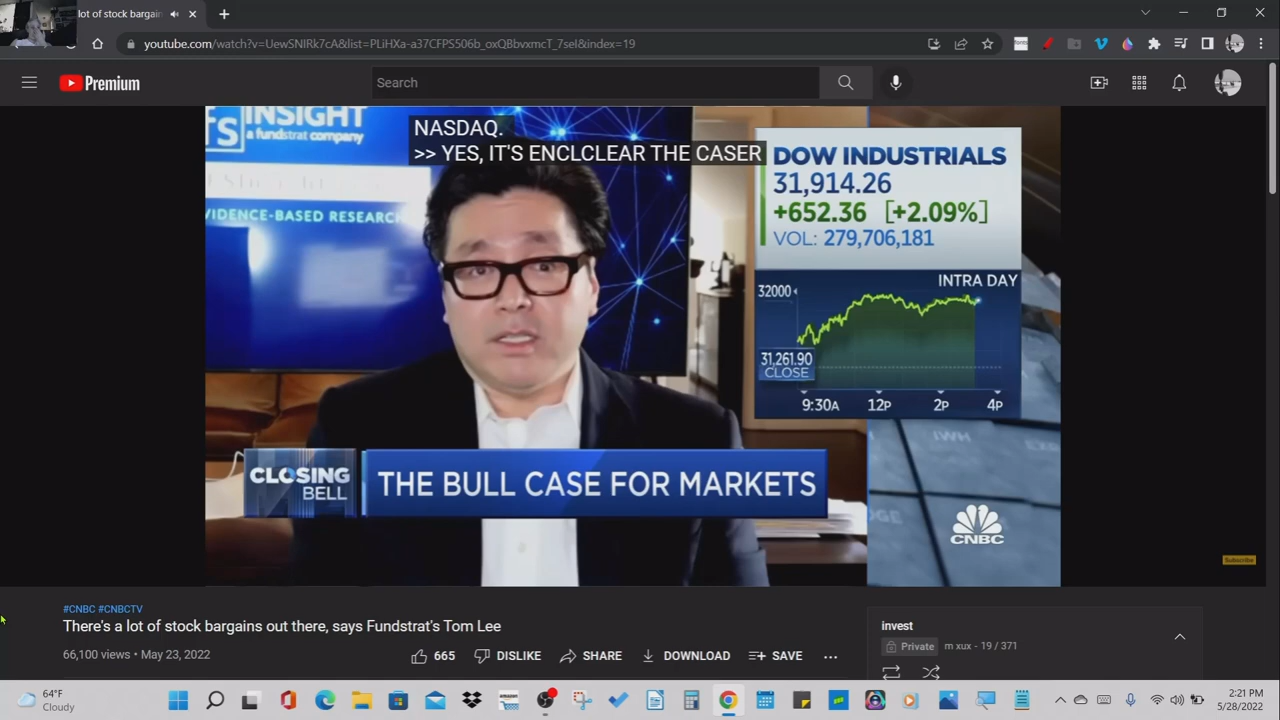 lot of stock bargain
youtube.com/watch?v=UewSNIRk7cA&list=PLiHXa-a37CFPS506b_oxQBbvxmcT_7sel&index=19
Premium
Search
TS INSIGHT
a fundstrat company
VIDENCE-BASED RESEARCH
NASDAQ.
>> YES, IT'S ENCLCLEAR THE CASER
DOW INDUSTRIALS
31,914.26
+652.36 [+2.09%]
VOL: 279,706,181
INTRA DAY
32000
31,261.90
CLOSE
9:30A 12P 2P 4P
CLOSING
BELL
THE BULL CASE FOR MARKETS
IWH
CNBC
Subscribe
#CNBC #CNBCTV
There's a lot of stock bargains out there, says Fundstrat's Tom Lee
66,100 views • May 23, 2022
665 DISLIKE SHARE DOWNLOAD SAVE
invest
Private m xux - 19 / 371
64°F
Cloudy
amazon
2:21 PM
5/28/2022